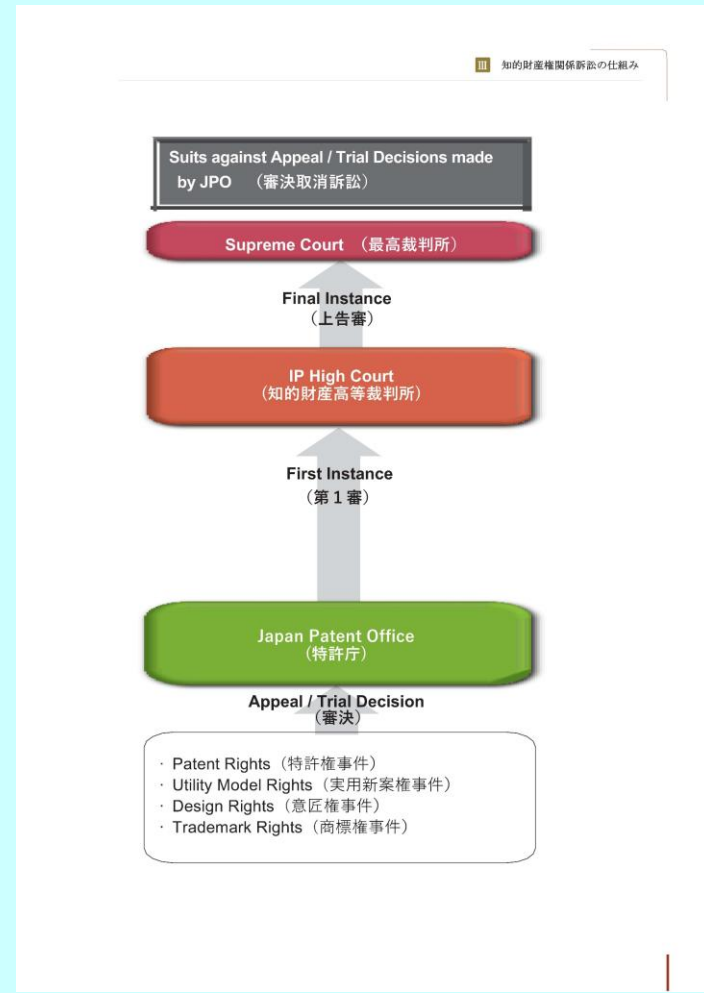 III 知的財産権関係訴訟の仕組み
Suits against Appeal / Trial Decisions made
by JPO （審決取消訴訟）
Supreme Court （最高裁判所）
Final Instance
（上告審）
IP High Court
（知的財産高等裁判所）
First Instance
（第１審）
Japan Patent Office
（特許庁）
Appeal / Trial Decision
（審決）
· Patent Rights（特許権事件）
· Utility Model Rights（実用新案権事件）
· Design Rights（意匠権事件）
· Trademark Rights（商標権事件）